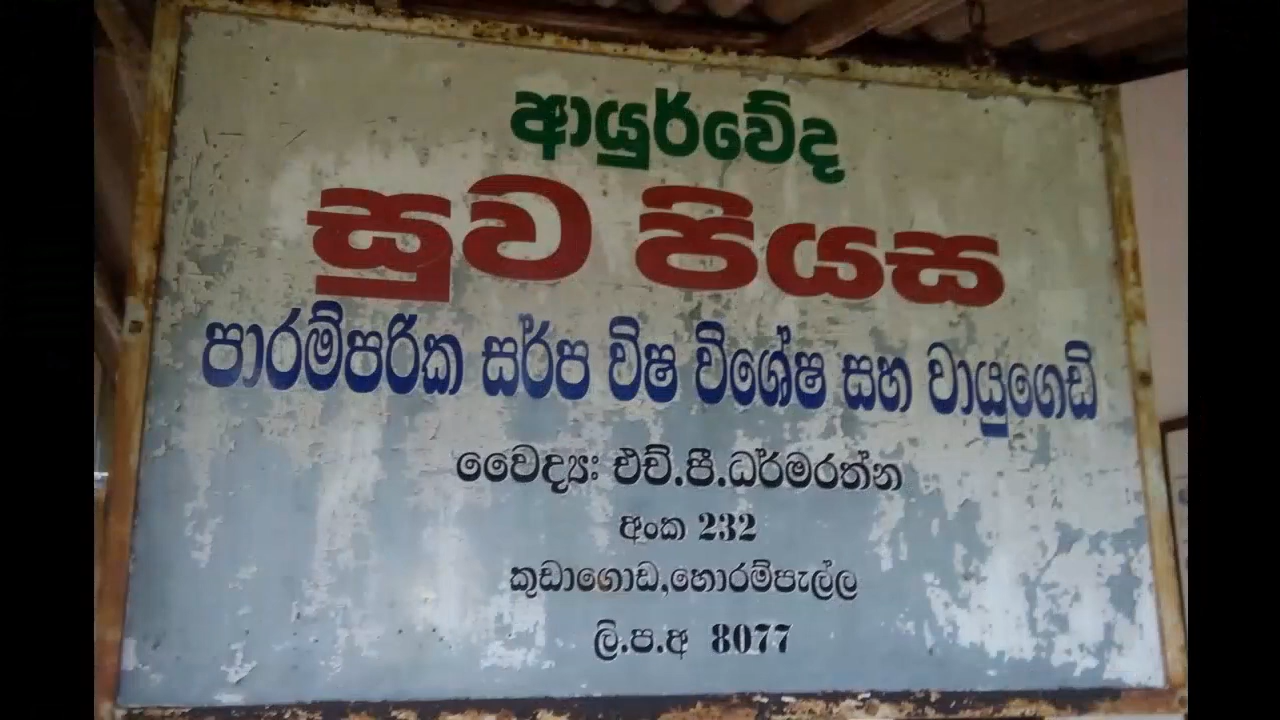 ආයුර්වේද
සුව පියස
පාරම්පරික සර්ප විෂ විශේෂ සහ වායුගෙඩි
වෛද්‍යඃ එච්.පී.ධර්මරත්න
අංක 232
කුඩාගොඩ,හොරම්පැල්ල
ලි.ප.අ 8077